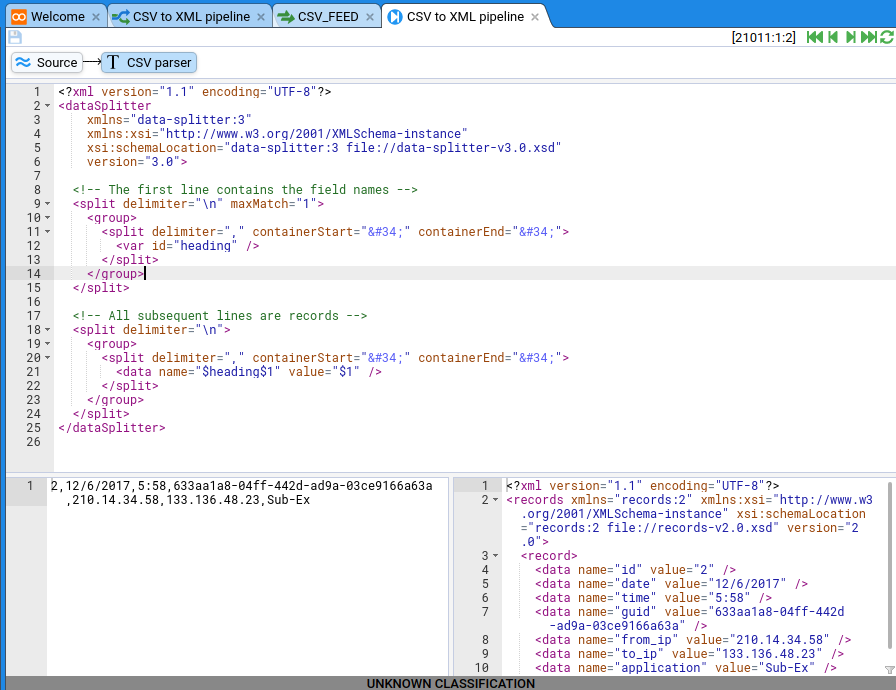 Welcome × CSV to XML pipeline × CSV_FEED × CSV to XML pipeline ×
[21011:1:2]
Source T CSV parser
1 <?xml version="1.1" encoding="UTF-8"?>
2 <dataSplitter
3 xmlns="data-splitter:3"
4 xmlns:xsi="http://www.w3.org/2001/XMLSchema-instance"
5 xsi:schemaLocation="data-splitter:3 file://data-splitter-v3.0.xsd"
6 version="3.0">
7
8 <!-- The first line contains the field names -->
9 <split delimiter="\n" maxMatch="1">
10 <group>
11 <split delimiter="," containerStart="&#34;" containerEnd="&#34;">
12 <var id="heading" />
13 </split>
14 </group>
15 </split>
16
17 <!-- All subsequent lines are records -->
18 <split delimiter="\n">
19 <group>
20 <split delimiter="," containerStart="&#34;" containerEnd="&#34;">
21 <data name="$heading$1" value="$1" />
22 </split>
23 </group>
24 </split>
25 </dataSplitter>
26
1 2,12/6/2017,5:58,633aa1a8-04ff-442d-ad9a-03ce9166a63a
,210.14.34.58,133.136.48.23,Sub-Ex
1 <?xml version="1.1" encoding="UTF-8"?>
2 <records xmlns="records:2" xmlns:xsi="http://www.w3
.org/2001/XMLSchema-instance" xsi:schemaLocation
="records:2 file://records-v2.0.xsd" version="2
.0">
3 <record>
4 <data name="id" value="2" />
5 <data name="date" value="12/6/2017" />
6 <data name="time" value="5:58" />
7 <data name="guid" value="633aa1a8-04ff-442d
-ad9a-03ce9166a63a" />
8 <data name="from_ip" value="210.14.34.58" />
9 <data name="to_ip" value="133.136.48.23" />
10 <data name="application" value="Sub-Ex" />
UNKNOWN CLASSIFICATION